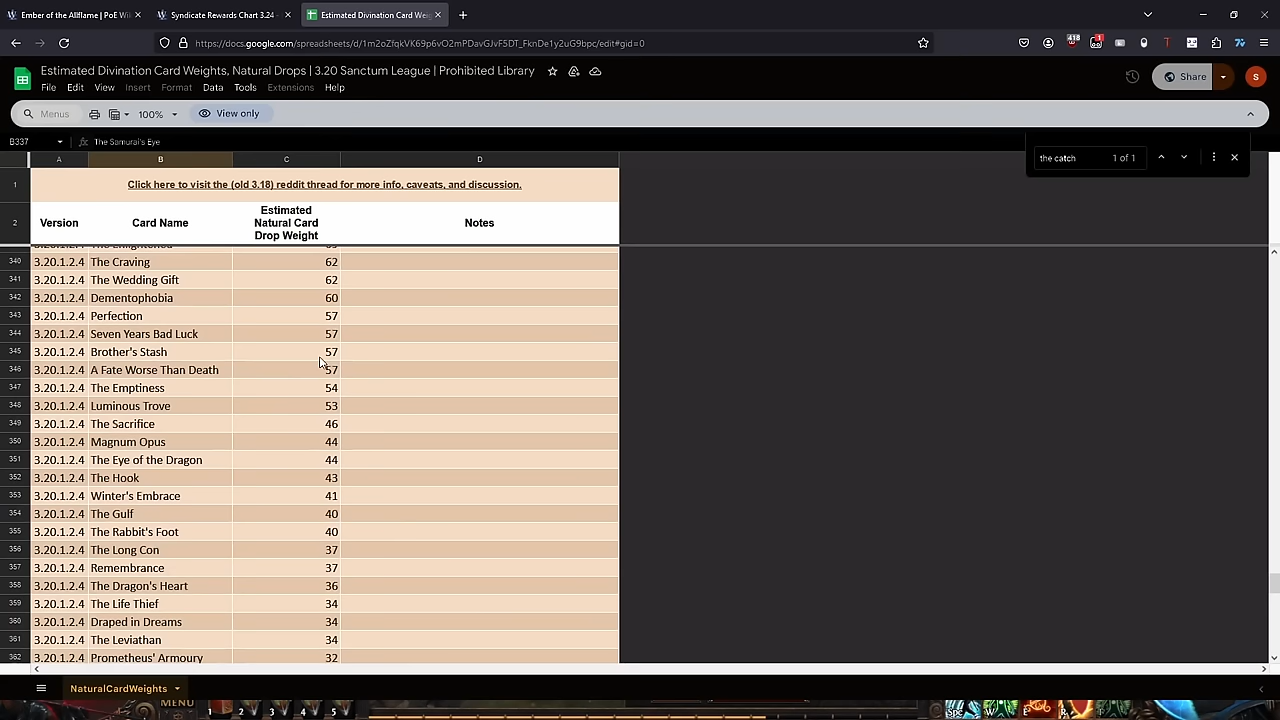 Ember of the Allflame | PoE Wiki
Syndicate Rewards Chart 3.24 -
Estimated Divination Card Weig
https://docs.google.com/spreadsheets/d/1m2oZfqkVK69p6vO2mPDavGJvF5DT_FknDe1y2uG9bpc/edit#gid=0
418
1
Estimated Divination Card Weights, Natural Drops | 3.20 Sanctum League | Prohibited Library
File Edit View Insert Format Data Tools Extensions Help
Share
S
Menus
100%
View only
B337
fx The Samurai's Eye
the catch 1 of 1
A B C D
1 Click here to visit the (old 3.18) reddit thread for more info, caveats, and discussion.
2 Version Card Name Estimated Natural Card Drop Weight Notes
340 3.20.1.2.4 The Craving 62
341 3.20.1.2.4 The Wedding Gift 62
342 3.20.1.2.4 Dementophobia 60
343 3.20.1.2.4 Perfection 57
344 3.20.1.2.4 Seven Years Bad Luck 57
345 3.20.1.2.4 Brother's Stash 57
346 3.20.1.2.4 A Fate Worse Than Death 57
347 3.20.1.2.4 The Emptiness 54
348 3.20.1.2.4 Luminous Trove 53
349 3.20.1.2.4 The Sacrifice 46
350 3.20.1.2.4 Magnum Opus 44
351 3.20.1.2.4 The Eye of the Dragon 44
352 3.20.1.2.4 The Hook 43
353 3.20.1.2.4 Winter's Embrace 41
354 3.20.1.2.4 The Gulf 40
355 3.20.1.2.4 The Rabbit's Foot 40
356 3.20.1.2.4 The Long Con 37
357 3.20.1.2.4 Remembrance 37
358 3.20.1.2.4 The Dragon's Heart 36
359 3.20.1.2.4 The Life Thief 34
360 3.20.1.2.4 Draped in Dreams 34
361 3.20.1.2.4 The Leviathan 34
362 3.20.1.2.4 Prometheus' Armoury 32
NaturalCardWeights
MENU 2 3 4 5